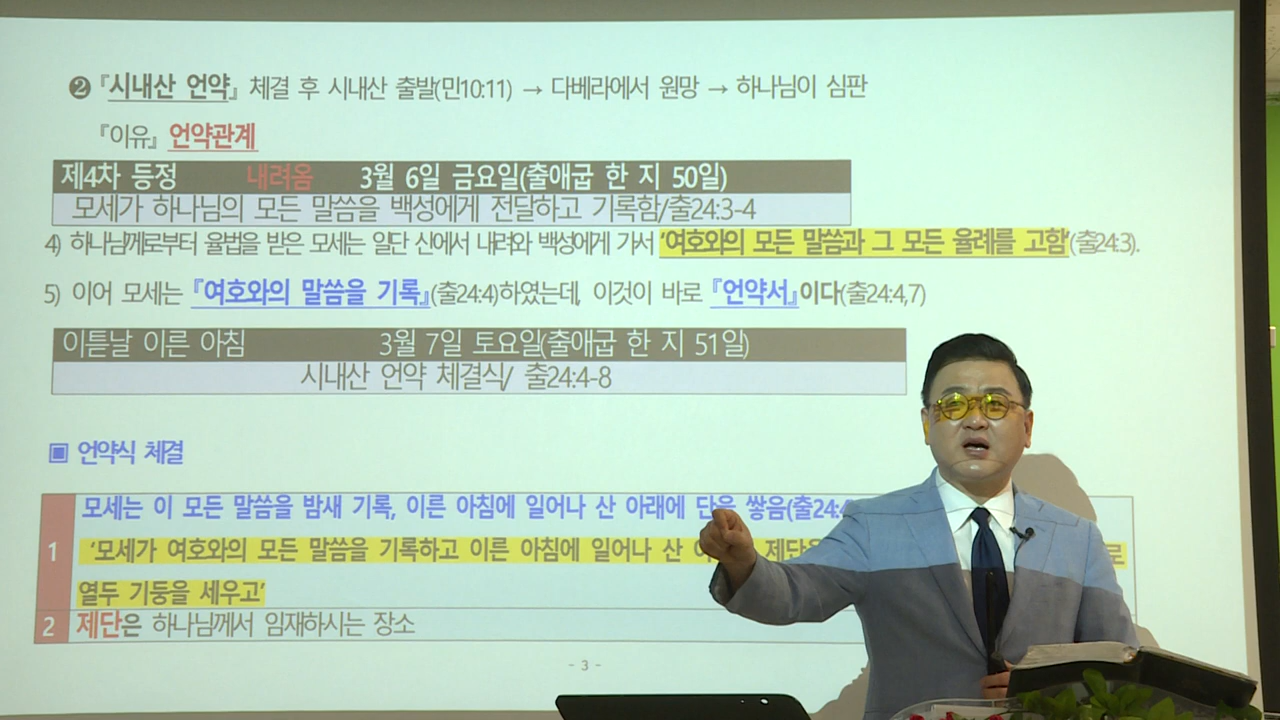 ❷ 『시내산 언약』 체결 후 시내산 출발(민10:11) → 다베라에서 원망 → 하나님이 심판
『이유』 언약관계
제4차 등정 내려옴 3월 6일 금요일(출애굽 한 지 50일)
모세가 하나님의 모든 말씀을 백성에게 전달하고 기록함/출24:3-4
4) 하나님께로부터 율법을 받은 모세는 일단 산에서 내려와 백성에게 가서 '여호와의 모든 말씀과 그 모든 율례를 고함'(출24:3).
5) 이어 모세는 『여호와의 말씀을 기록』(출24:4)하였는데, 이것이 바로 『언약서』이다(출24:4,7)
이튿날 이른 아침 3월 7일 토요일(출애굽 한 지 51일)
시내산 언약 체결식/ 출24:4-8
▣ 언약식 체결
모세는 이 모든 말씀을 밤새 기록, 이른 아침에 일어나 산 아래에 단을 쌓음(출24:4
1 '모세가 여호와의 모든 말씀을 기록하고 이른 아침에 일어나 산 로
열두 기둥을 세우고'
2 제단은 하나님께서 임재하시는 장소
- 3 -